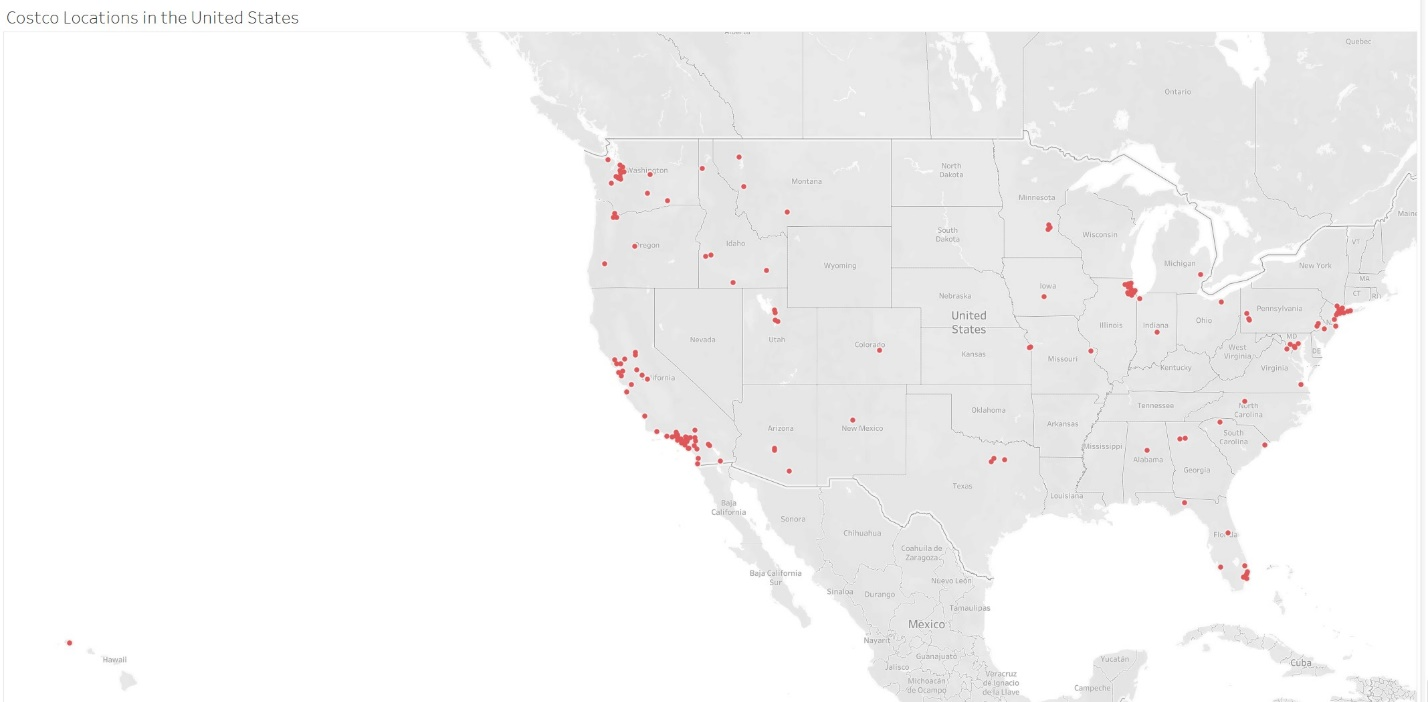 Costco Locations in the United States
Quebec
Ontario
Washington
Montana
North
Dakota
Minnesota
Maine
Oregon
Idaho
South
Dakota
Wisconsin
Michigan
VT
New York
MA
CT
RI
Wyoming
Iowa
Nebraska
United
States
Nevada
Utah
Colorado
Kansas
Illinois
Indiana
Ohio
Pennsylvania
West
Virginia
MD
DE
Missouri
Kentucky
Virginia
Arizona
New Mexico
Oklahoma
Arkansas
Tennessee
North
Carolina
South
Carolina
Mississippi
Alabama
Georgia
Texas
Louisiana
Baja
California
Sonora
Chihuahua
Coahuila de
Zaragoza
Baja California
Sur
Sinaloa
Durango
Nuevo León
Tamaulipas
México
Nayarit
Guanajuato
Jalisco
Michoacán
de Ocampo
Veracruz
de Ignacio
de la Llave
Yucatán
Campeche
Cuba
Hawaii